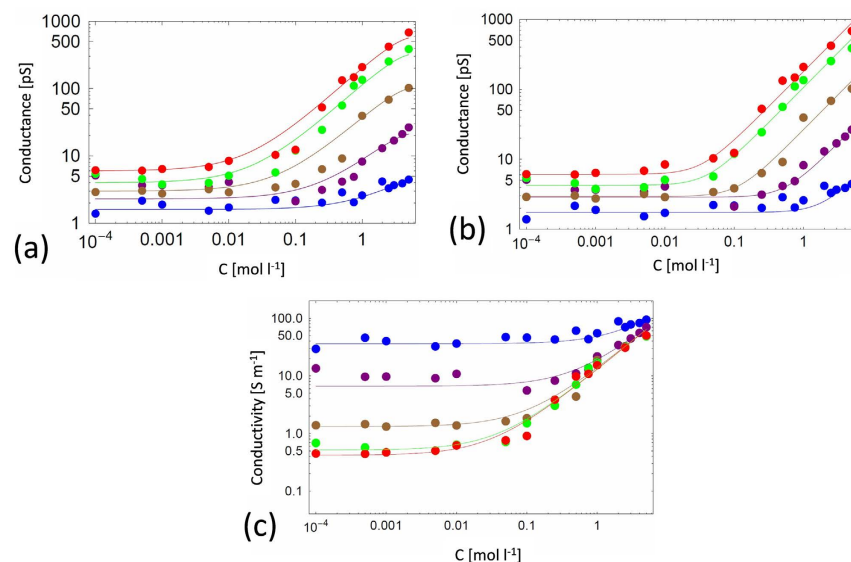 1000
500
100
50
10
5
1
Conductance [pS]
10⁻⁴ 0.001 0.01 0.1 1
C [mol l⁻¹]
(a)
1000
500
100
50
10
5
1
Conductance [pS]
10⁻⁴ 0.001 0.01 0.1 1
C [mol l⁻¹]
(b)
100.0
50.0
10.0
5.0
1.0
0.5
0.1
Conductivity [S m⁻¹]
10⁻⁴ 0.001 0.01 0.1 1
C [mol l⁻¹]
(c)